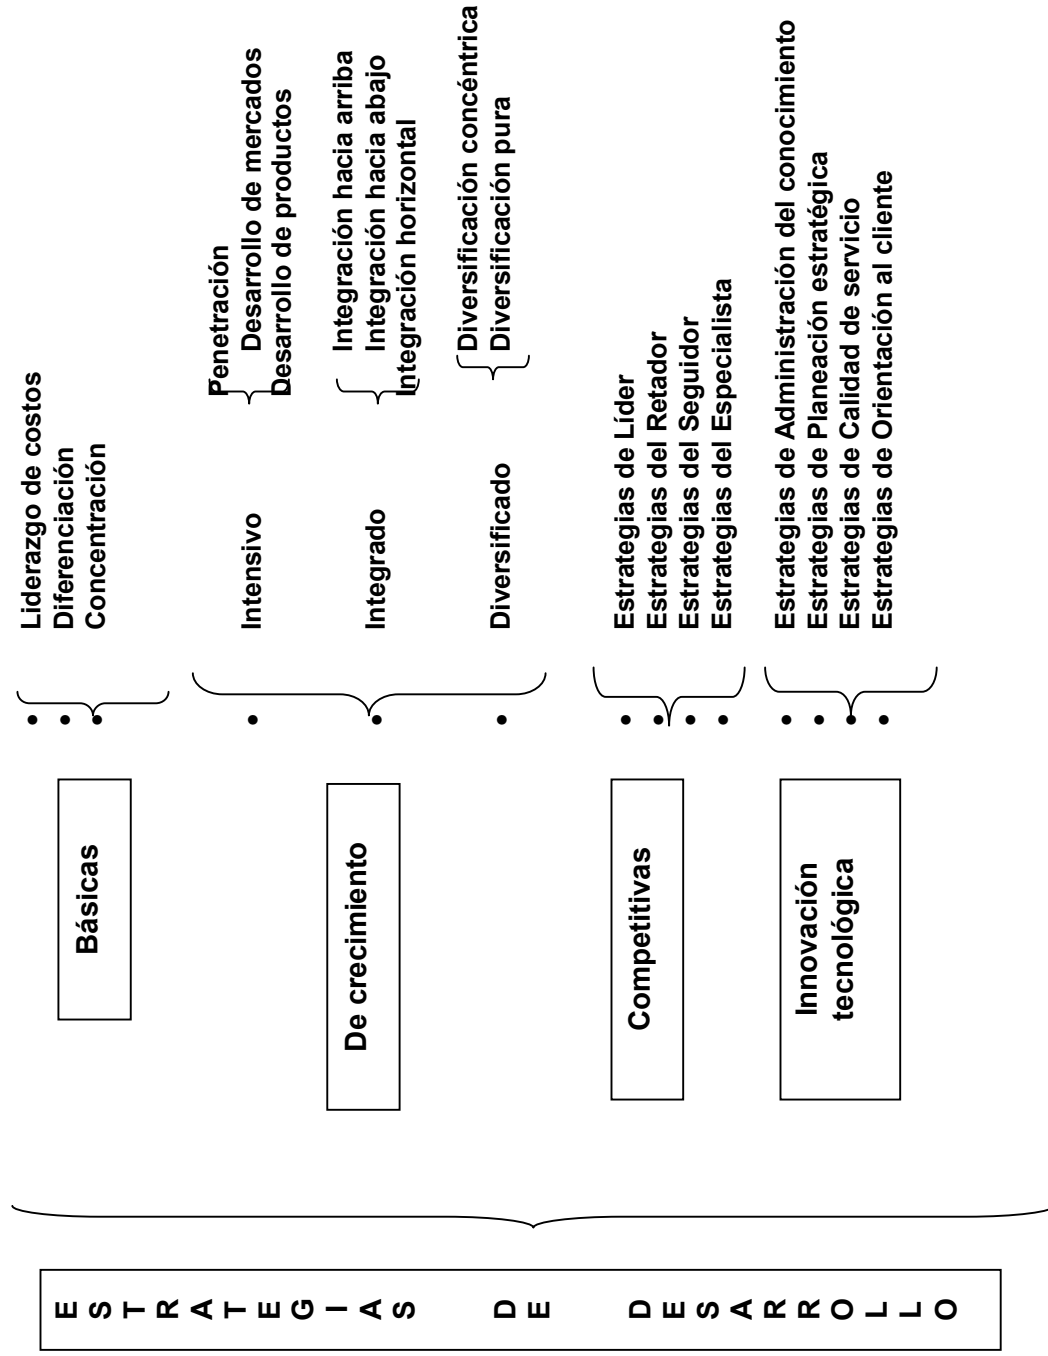 ESTRATEGIAS DE DESARROLLO
Básicas
• Liderazgo de costos
• Diferenciación
• Concentración
De crecimiento
• Intensivo
Penetración
Desarrollo de mercados
Desarrollo de productos
• Integrado
Integración hacia arriba
Integración hacia abajo
Integración horizontal
• Diversificado
Diversificación concéntrica
Diversificación pura
Competitivas
• Estrategias de Líder
• Estrategias del Retador
• Estrategias del Seguidor
• Estrategias del Especialista
Innovación
tecnológica
• Estrategias de Administración del conocimiento
• Estrategias de Planeación estratégica
• Estrategias de Calidad de servicio
• Estrategias de Orientación al cliente